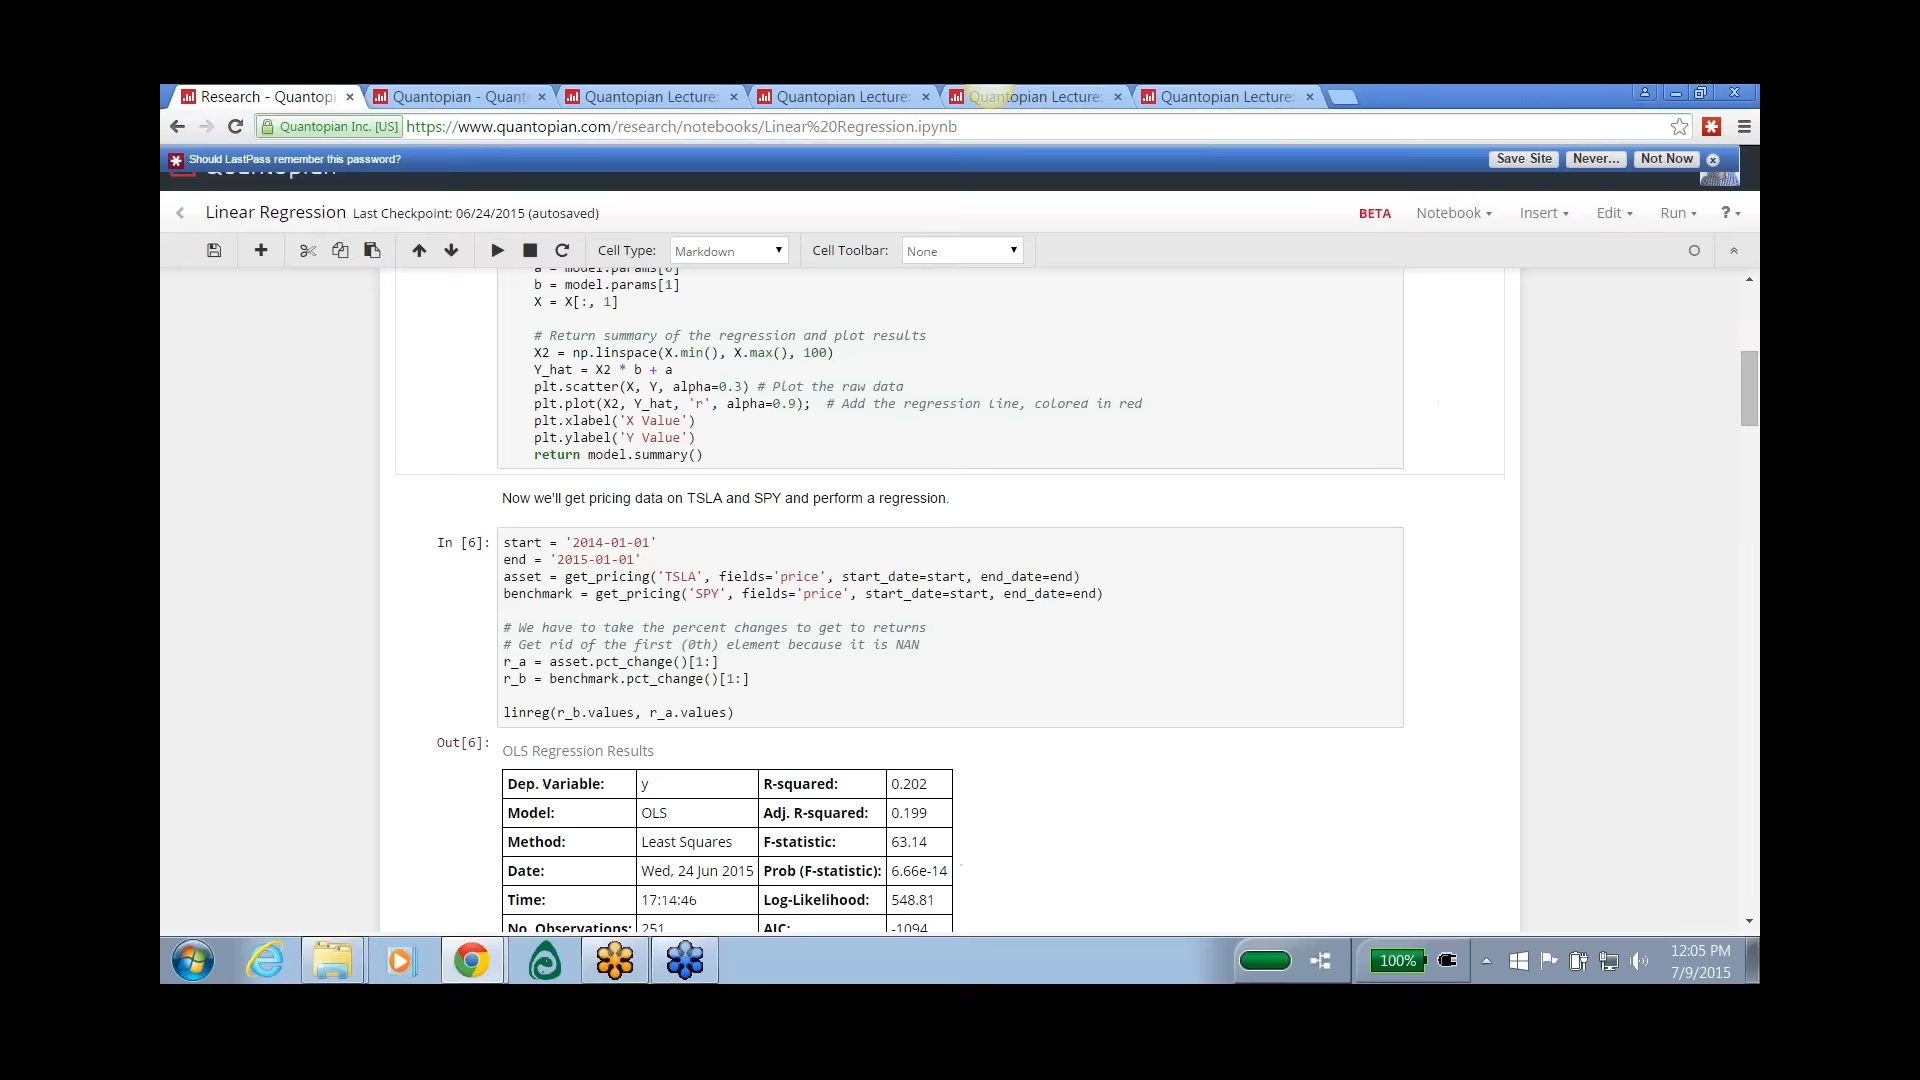 Research - Quantopi
Quantopian - Quant
Quantopian Lecture:
Quantopian Lecture:
Quantopian Lecture:
Quantopian Lecture:
Quantopian Inc. [US] https://www.quantopian.com/research/notebooks/Linear%20Regression.ipynb
Should LastPass remember this password?
Save Site Never... Not Now
Linear Regression Last Checkpoint: 06/24/2015 (autosaved)
BETA Notebook Insert Edit Run ?
Cell Type: Markdown Cell Toolbar: None
a = model.params[0]
b = model.params[1]
X = X[:, 1]
# Return summary of the regression and plot results
X2 = np.linspace(X.min(), X.max(), 100)
Y_hat = X2 * b + a
plt.scatter(X, Y, alpha=0.3) # Plot the raw data
plt.plot(X2, Y_hat, 'r', alpha=0.9);  # Add the regression line, colored in red
plt.xlabel('X Value')
plt.ylabel('Y Value')
return model.summary()
Now we'll get pricing data on TSLA and SPY and perform a regression.
In [6]:
start = '2014-01-01'
end = '2015-01-01'
asset = get_pricing('TSLA', fields='price', start_date=start, end_date=end)
benchmark = get_pricing('SPY', fields='price', start_date=start, end_date=end)
# We have to take the percent changes to get to returns
# Get rid of the first (0th) element because it is NAN
r_a = asset.pct_change()[1:]
r_b = benchmark.pct_change()[1:]
linreg(r_b.values, r_a.values)
Out[6]:
OLS Regression Results
Dep. Variable: y R-squared: 0.202
Model: OLS Adj. R-squared: 0.199
Method: Least Squares F-statistic: 63.14
Date: Wed, 24 Jun 2015 Prob (F-statistic): 6.66e-14
Time: 17:14:46 Log-Likelihood: 548.81
No. Observations: 251 AIC: -1094
100%
12:05 PM
7/9/2015